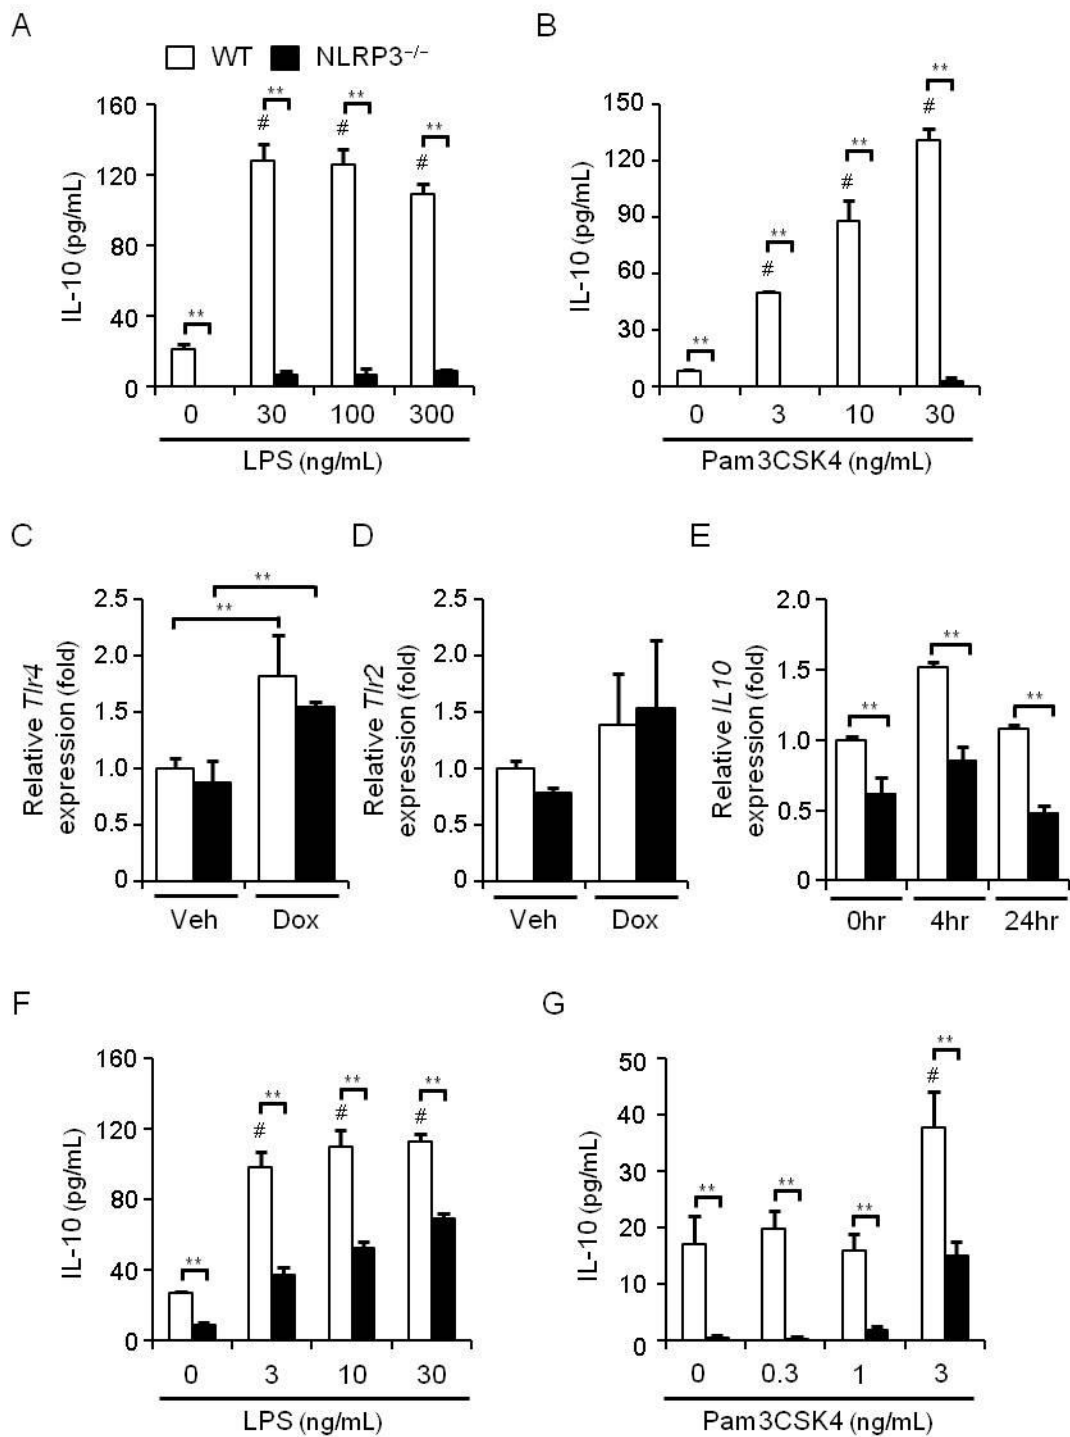 A
B
WT NLRP3−/−
IL-10 (pg/mL)
160
120
80
40
0
**
#
**
#
**
#
**
0 30 100 300
LPS (ng/mL)
IL-10 (pg/mL)
150
120
90
60
30
0
**
#
**
#
**
#
**
0 3 10 30
Pam3CSK4 (ng/mL)
C
D
E
Relative Tlr4
expression (fold)
2.5
2.0
1.5
1.0
0.5
0
**
**
Veh Dox
Relative Tlr2
expression (fold)
2.5
2.0
1.5
1.0
0.5
0
Veh Dox
Relative IL10
expression (fold)
2.0
1.5
1.0
0.5
0
**
**
**
0hr 4hr 24hr
F
G
IL-10 (pg/mL)
160
120
80
40
0
**
#
**
#
**
#
**
0 3 10 30
LPS (ng/mL)
IL-10 (pg/mL)
50
40
30
20
10
0
**
**
**
#
**
0 0.3 1 3
Pam3CSK4 (ng/mL)